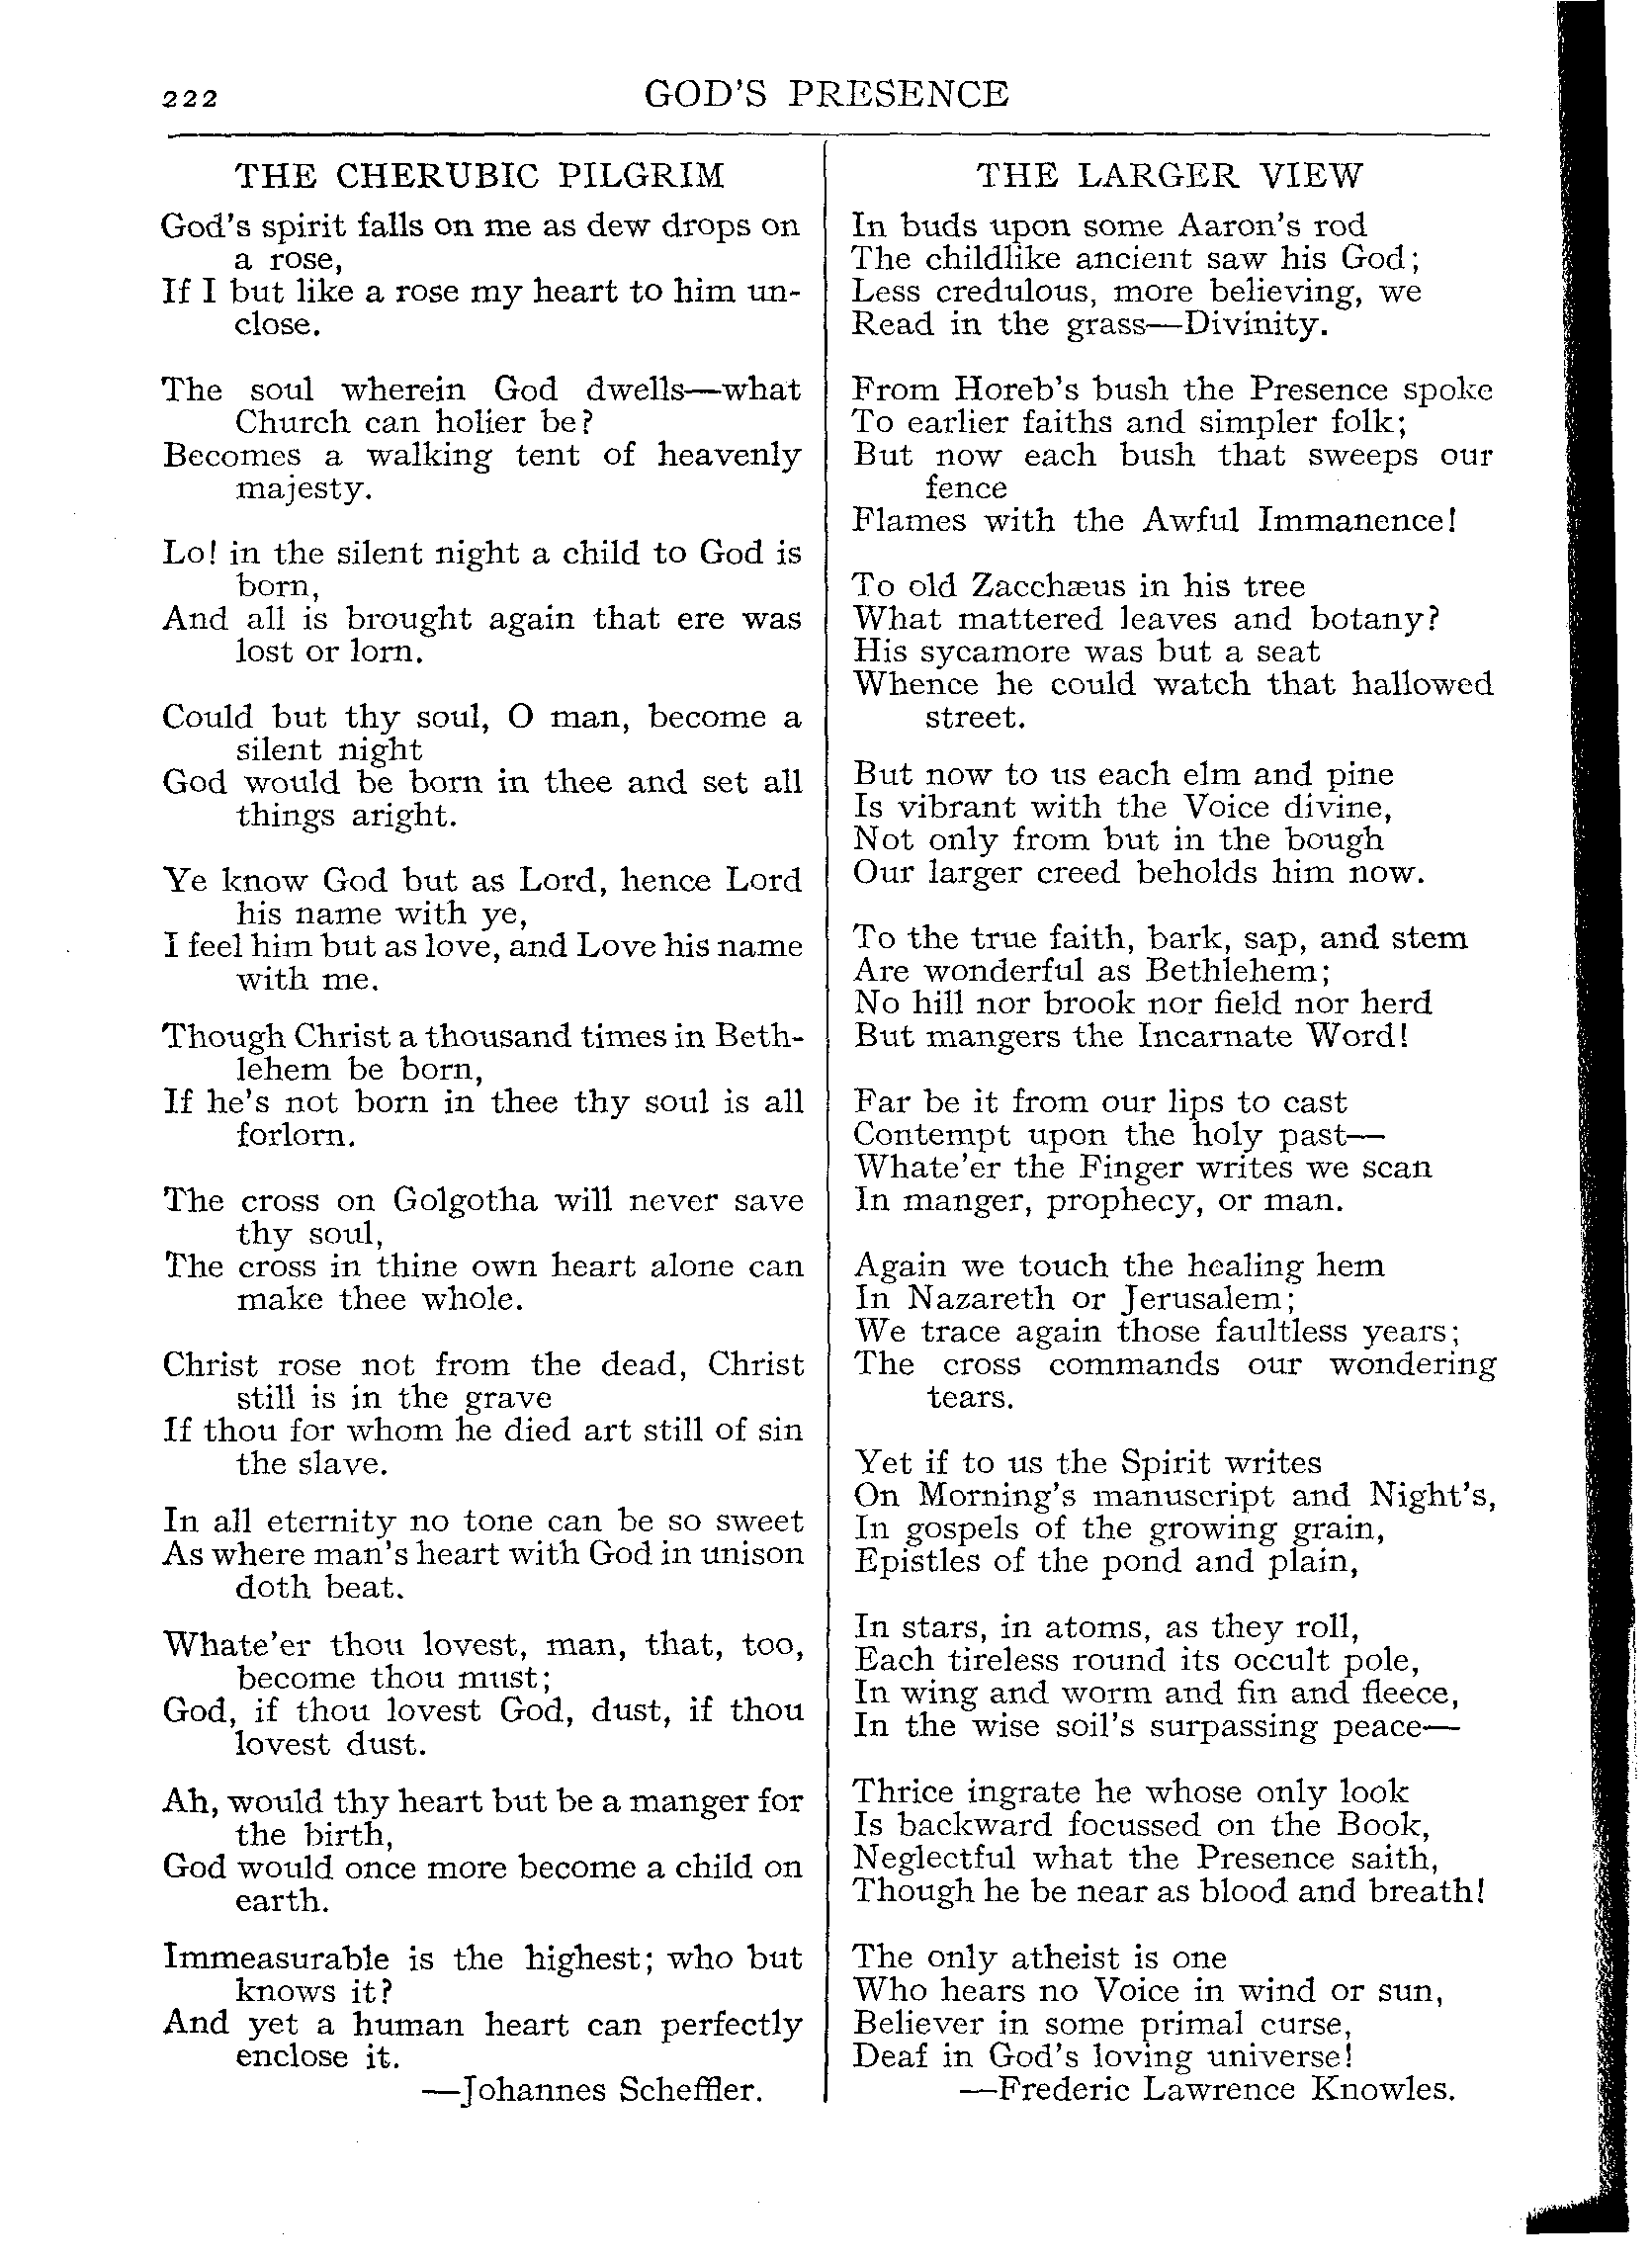 222
GOD'S PRESENCE
THE CHERUBIC PILGRIM
God's spirit falls on me as dew drops on
a rose,
If I but like a rose my heart to him un-
close.
The soul wherein God dwells—what
Church can holier be?
Becomes a walking tent of heavenly
majesty.
Lo! in the silent night a child to God is
born,
And all is brought again that ere was
lost or lorn.
Could but thy soul, O man, become a
silent night
God would be born in thee and set all
things aright.
Ye know God but as Lord, hence Lord
his name with ye,
I feel him but as love, and Love his name
with me.
Though Christ a thousand times in Beth-
lehem be born,
If he's not born in thee thy soul is all
forlorn.
The cross on Golgotha will never save
thy soul,
The cross in thine own heart alone can
make thee whole.
Christ rose not from the dead, Christ
still is in the grave
If thou for whom he died art still of sin
the slave.
In all eternity no tone can be so sweet
As where man's heart with God in unison
doth beat.
Whate'er thou lovest, man, that, too,
become thou must;
God, if thou lovest God, dust, if thou
lovest dust.
Ah, would thy heart but be a manger for
the birth,
God would once more become a child on
earth.
Immeasurable is the highest; who but
knows it?
And yet a human heart can perfectly
enclose it.
—Johannes Scheffler.
THE LARGER VIEW
In buds upon some Aaron's rod
The childlike ancient saw his God;
Less credulous, more believing, we
Read in the grass—Divinity.
From Horeb's bush the Presence spoke
To earlier faiths and simpler folk;
But now each bush that sweeps our
fence
Flames with the Awful Immanence!
To old Zacchæus in his tree
What mattered leaves and botany?
His sycamore was but a seat
Whence he could watch that hallowed
street.
But now to us each elm and pine
Is vibrant with the Voice divine,
Not only from but in the bough
Our larger creed beholds him now.
To the true faith, bark, sap, and stem
Are wonderful as Bethlehem;
No hill nor brook nor field nor herd
But mangers the Incarnate Word!
Far be it from our lips to cast
Contempt upon the holy past—
Whate'er the Finger writes we scan
In manger, prophecy, or man.
Again we touch the healing hem
In Nazareth or Jerusalem;
We trace again those faultless years;
The cross commands our wondering
tears.
Yet if to us the Spirit writes
On Morning's manuscript and Night's,
In gospels of the growing grain,
Epistles of the pond and plain,
In stars, in atoms, as they roll,
Each tireless round its occult pole,
In wing and worm and fin and fleece,
In the wise soil's surpassing peace—
Thrice ingrate he whose only look
Is backward focussed on the Book,
Neglectful what the Presence saith,
Though he be near as blood and breath!
The only atheist is one
Who hears no Voice in wind or sun,
Believer in some primal curse,
Deaf in God's loving universe!
—Frederic Lawrence Knowles.